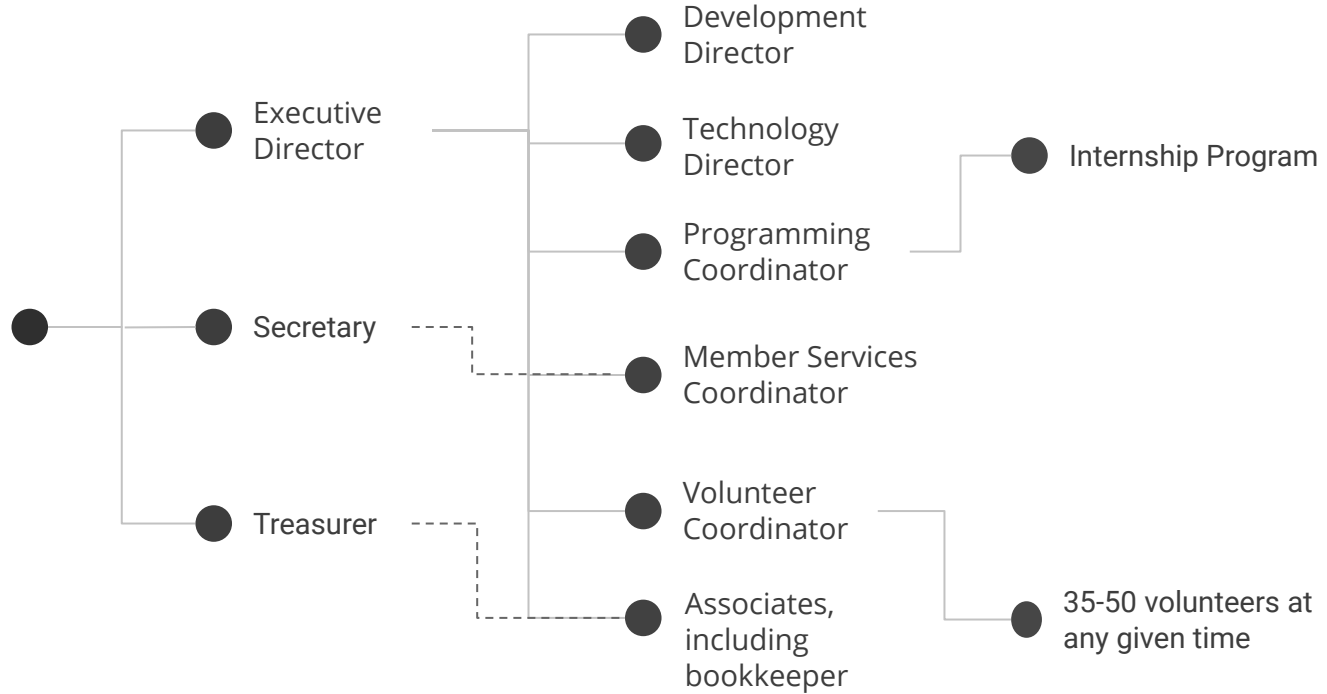 Executive
Director
Secretary
Treasurer
Development
Director
Technology
Director
Programming
Coordinator
Member Services
Coordinator
Volunteer
Coordinator
Associates,
including
bookkeeper
Internship Program
35-50 volunteers at
any given time